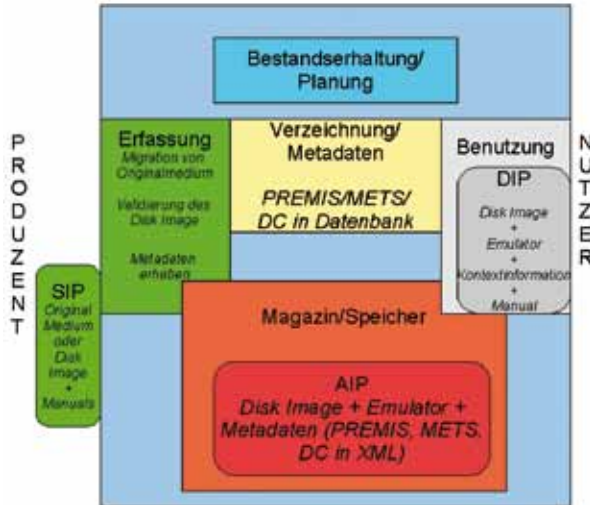 Bestandserhaltung/
Planung
PRODUZENT
Erfassung
Migration von
Originalmedium
Validierung des
Disk Image
Metadaten
erheben
Verzeichnung/
Metadaten
PREMIS/METS/
DC in Datenbank
Benutzung
DIP
Disk Image
+
Emulator
+
Kontextinformation
+
Manual
NUTZER
SIP
Original
Medium
oder
Disk
Image
+
Manuals
Magazin/Speicher
AIP
Disk Image + Emulator +
Metadaten (PREMIS, METS,
DC in XML)